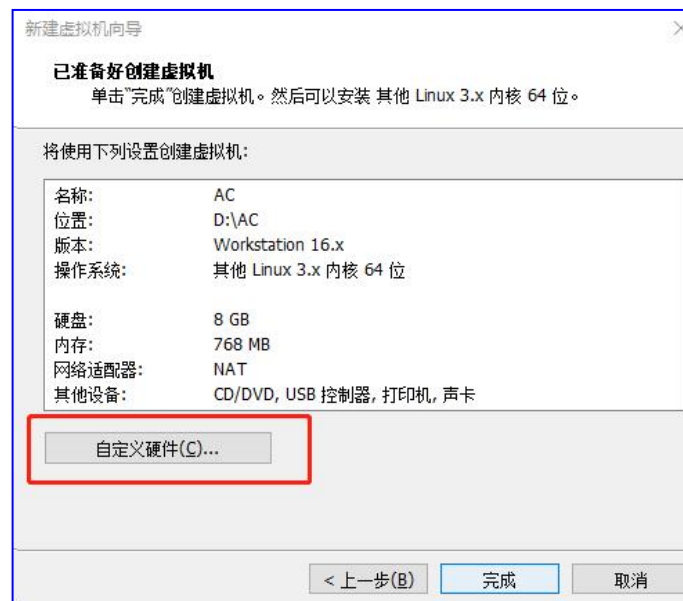 新建虚拟机向导
已准备好创建虚拟机
单击“完成”创建虚拟机。然后可以安装 其他 Linux 3.x 内核 64 位。
将使用下列设置创建虚拟机:
名称: AC
位置: D:\AC
版本: Workstation 16.x
操作系统: 其他 Linux 3.x 内核 64 位
硬盘: 8 GB
内存: 768 MB
网络适配器: NAT
其他设备: CD/DVD, USB 控制器, 打印机, 声卡
自定义硬件(C)...
< 上一步(B) 完成 取消